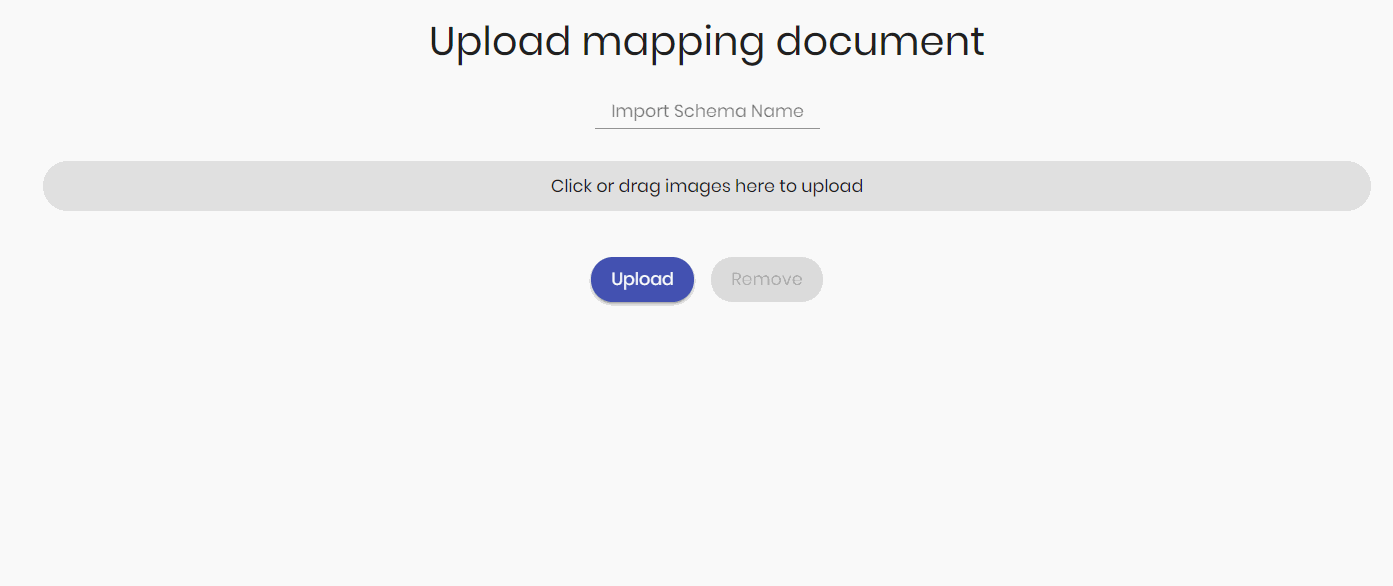 Upload mapping document
Import Schema Name
Click or drag images here to upload
Upload Remove